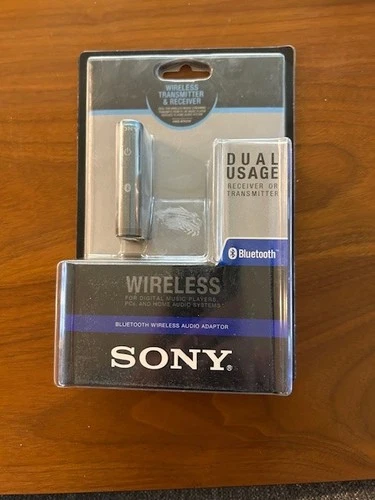 WIRELESS
TRANSMITTER
& RECEIVER
DUAL
USAGE
RECEIVER OR
TRANSMITTER
Bluetooth
WIRELESS
FOR DIGITAL MUSIC PLAYERS,
PCs, AND HOME AUDIO SYSTEMS
BLUETOOTH WIRELESS AUDIO ADAPTOR
SONY®